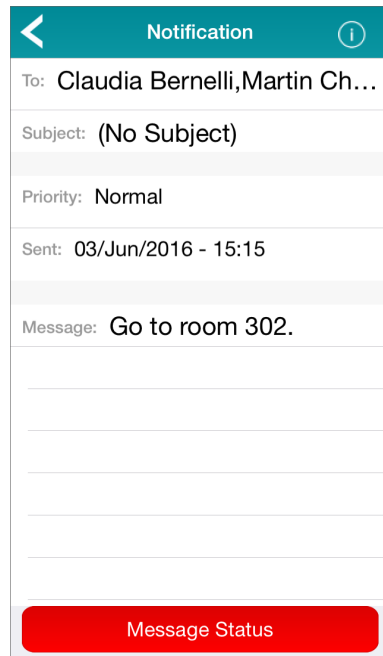 Notification
To: Claudia Bernelli,Martin Ch...
Subject: (No Subject)
Priority: Normal
Sent: 03/Jun/2016 - 15:15
Message: Go to room 302.
Message Status